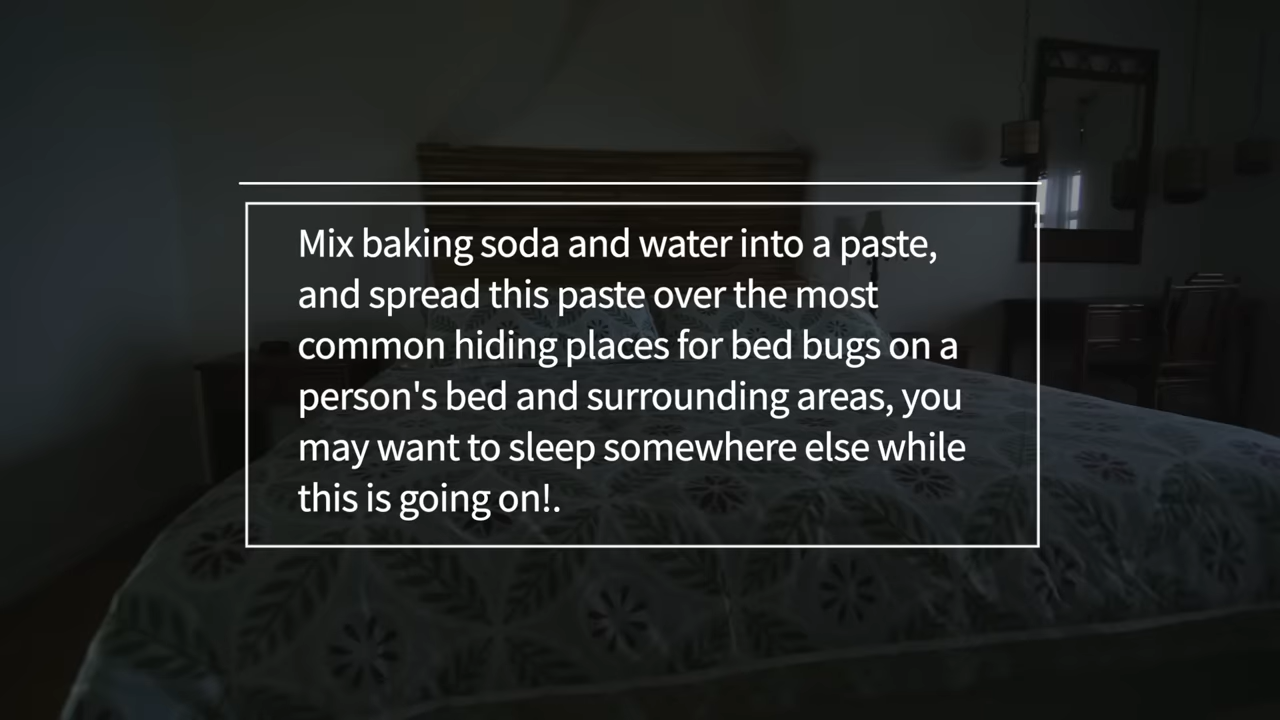 Mix baking soda and water into a paste,
and spread this paste over the most
common hiding places for bed bugs on a
person's bed and surrounding areas, you
may want to sleep somewhere else while
this is going on!.